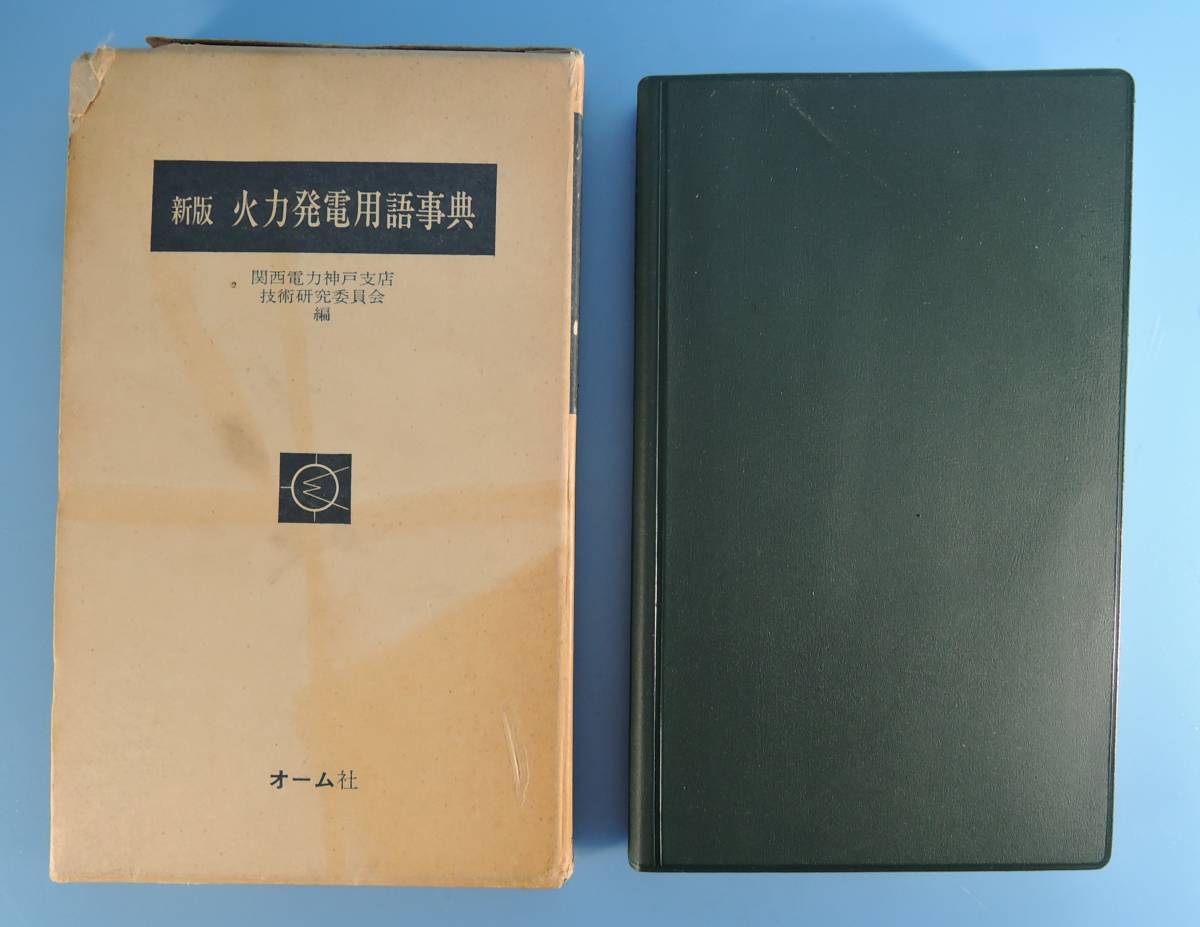 新版 火力発電用語事典
関西電力神戸支店
技術研究委員会
編
オーム社